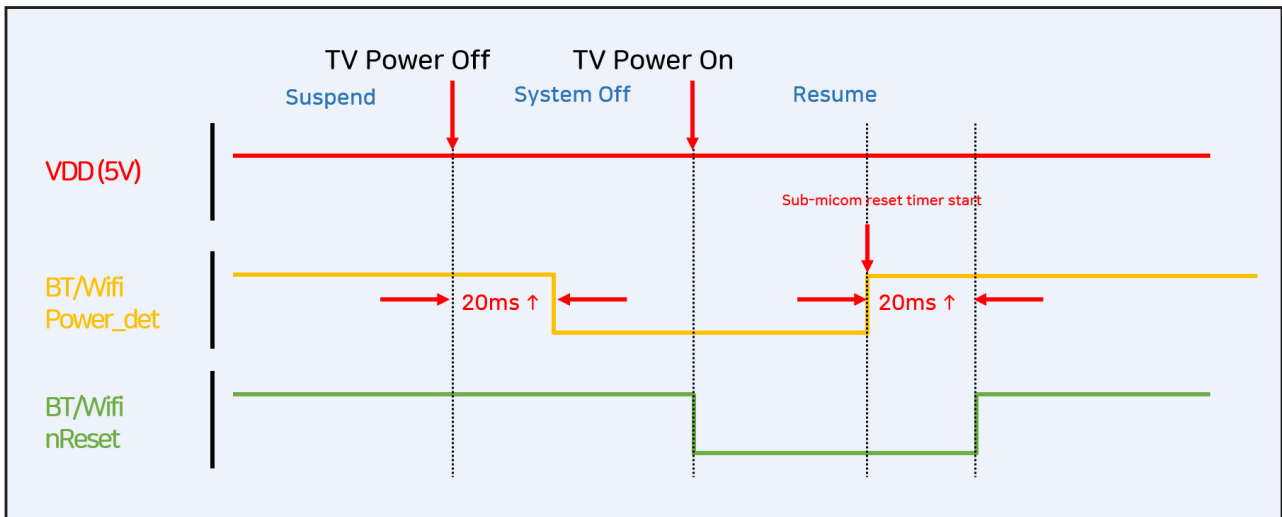 TV Power Off
TV Power On
Suspend
System Off
Resume
VDD (5V)
Sub-micom reset timer start
BT/Wifi
Power_det
20ms ↑
20ms ↑
BT/Wifi
nReset